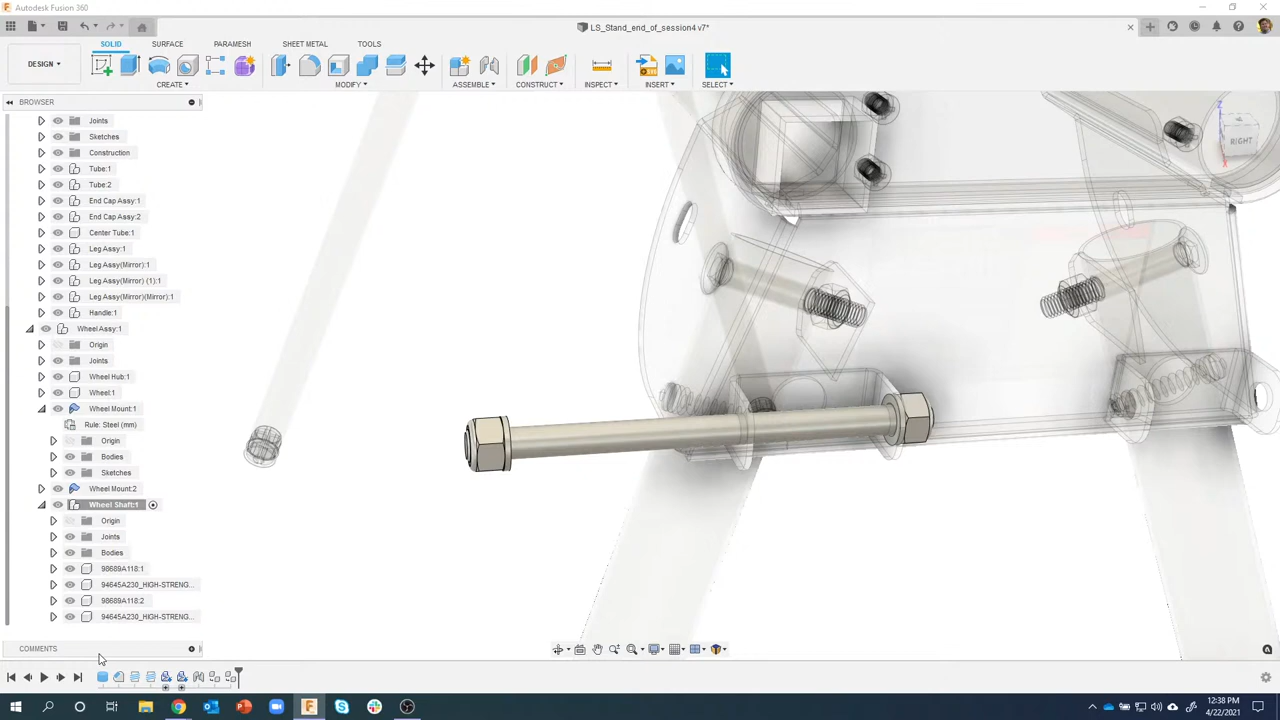 Autodesk Fusion 360
LS_Stand_end_of_session4 v7*
DESIGN
SOLID
SURFACE
PARAMESH
SHEET METAL
TOOLS
CREATE
MODIFY
ASSEMBLE
CONSTRUCT
INSPECT
INSERT
SELECT
BROWSER
Joints
Sketches
Construction
Tube:1
Tube:2
End Cap Assy:1
End Cap Assy:2
Center Tube:1
Leg Assy:1
Leg Assy(Mirror):1
Leg Assy(Mirror) (1):1
Leg Assy(Mirror)(Mirror):1
Handle:1
Wheel Assy:1
Origin
Joints
Wheel Hub:1
Wheel:1
Wheel Mount:1
Rule: Steel (mm)
Origin
Bodies
Sketches
Wheel Mount:2
Wheel Shaft:1
Origin
Joints
Bodies
98689A118:1
94645A230_HIGH-STRENG...
98689A118:2
94645A230_HIGH-STRENG...
COMMENTS
Z
RIGHT
X
12:38 PM
4/22/2021